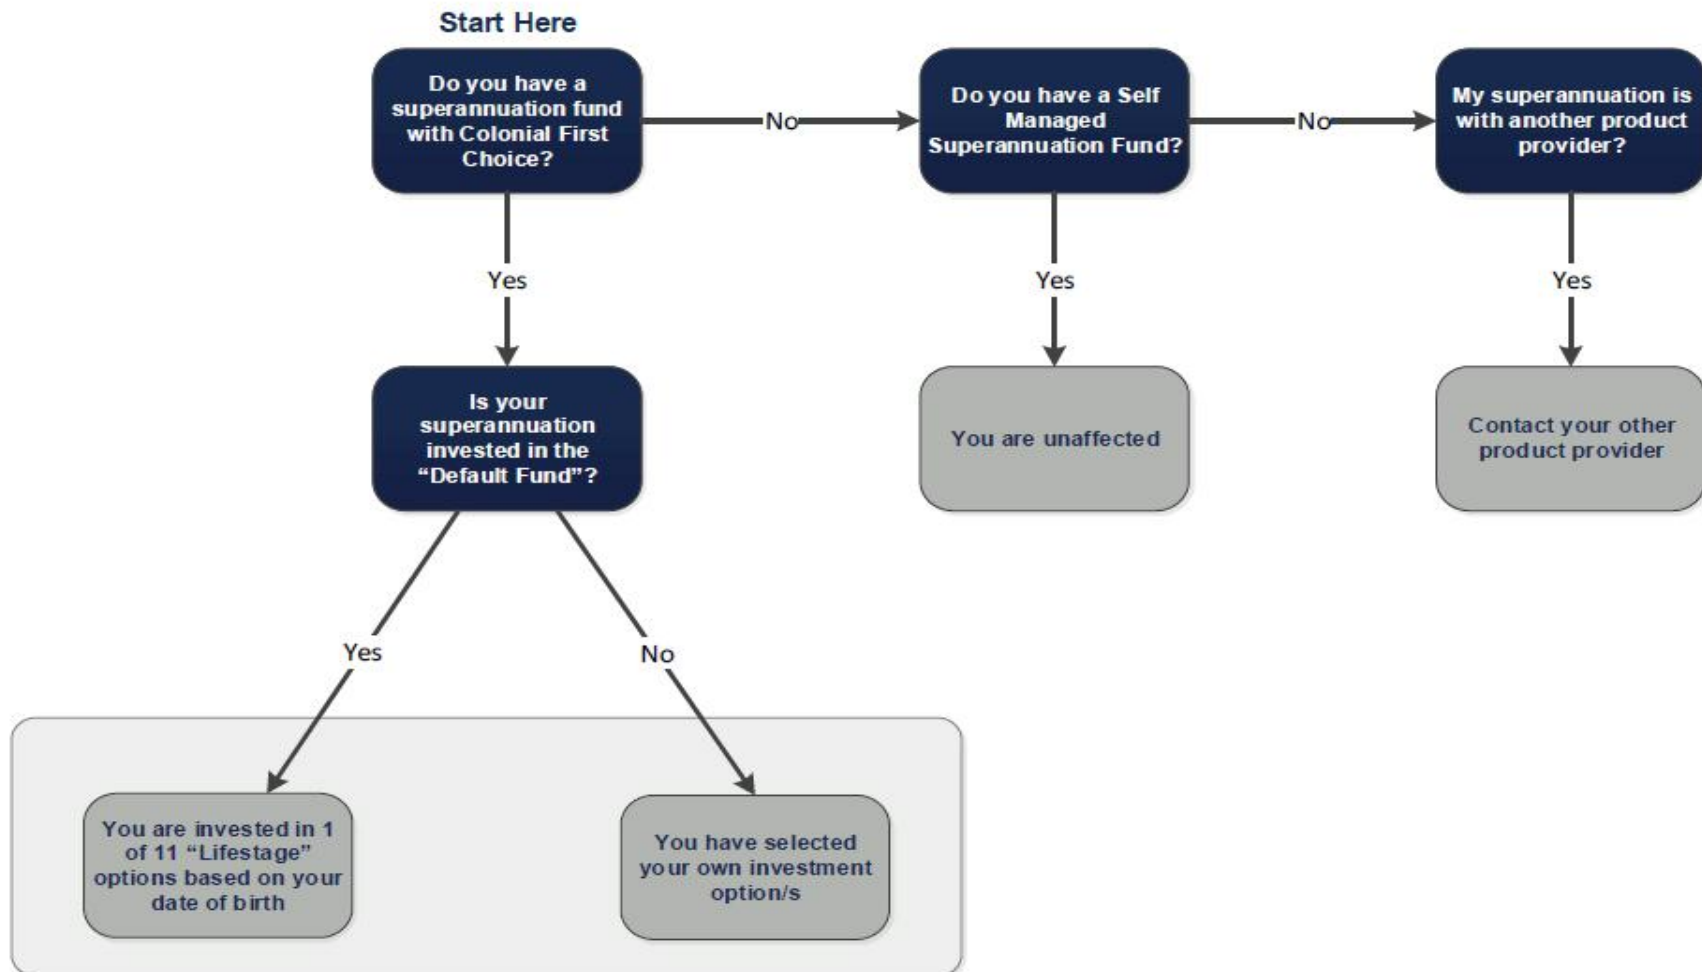 Start Here
Do you have a
superannuation fund
with Colonial First
Choice?
No
Do you have a Self
Managed
Superannuation Fund?
No
My superannuation is
with another product
provider?
Yes
Yes
Yes
Is your
superannuation
invested in the
“Default Fund”?
You are unaffected
Contact your other
product provider
Yes
No
You are invested in 1
of 11 “Lifestage”
options based on your
date of birth
You have selected
your own investment
option/s